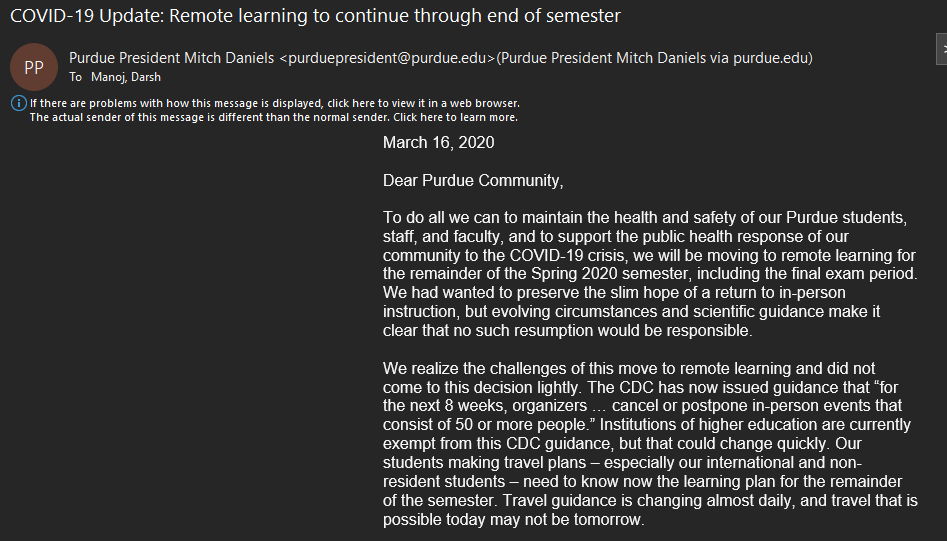 COVID-19 Update: Remote learning to continue through end of semester
PP
Purdue President Mitch Daniels <purduepresident@purdue.edu>(Purdue President Mitch Daniels via purdue.edu)
To Manoj, Darsh
If there are problems with how this message is displayed, click here to view it in a web browser.
The actual sender of this message is different than the normal sender. Click here to learn more.
March 16, 2020
Dear Purdue Community,
To do all we can to maintain the health and safety of our Purdue students,
staff, and faculty, and to support the public health response of our
community to the COVID-19 crisis, we will be moving to remote learning for
the remainder of the Spring 2020 semester, including the final exam period.
We had wanted to preserve the slim hope of a return to in-person
instruction, but evolving circumstances and scientific guidance make it
clear that no such resumption would be responsible.
We realize the challenges of this move to remote learning and did not
come to this decision lightly. The CDC has now issued guidance that “for
the next 8 weeks, organizers … cancel or postpone in-person events that
consist of 50 or more people.” Institutions of higher education are currently
exempt from this CDC guidance, but that could change quickly. Our
students making travel plans – especially our international and non-
resident students – need to know now the learning plan for the remainder
of the semester. Travel guidance is changing almost daily, and travel that is
possible today may not be tomorrow.